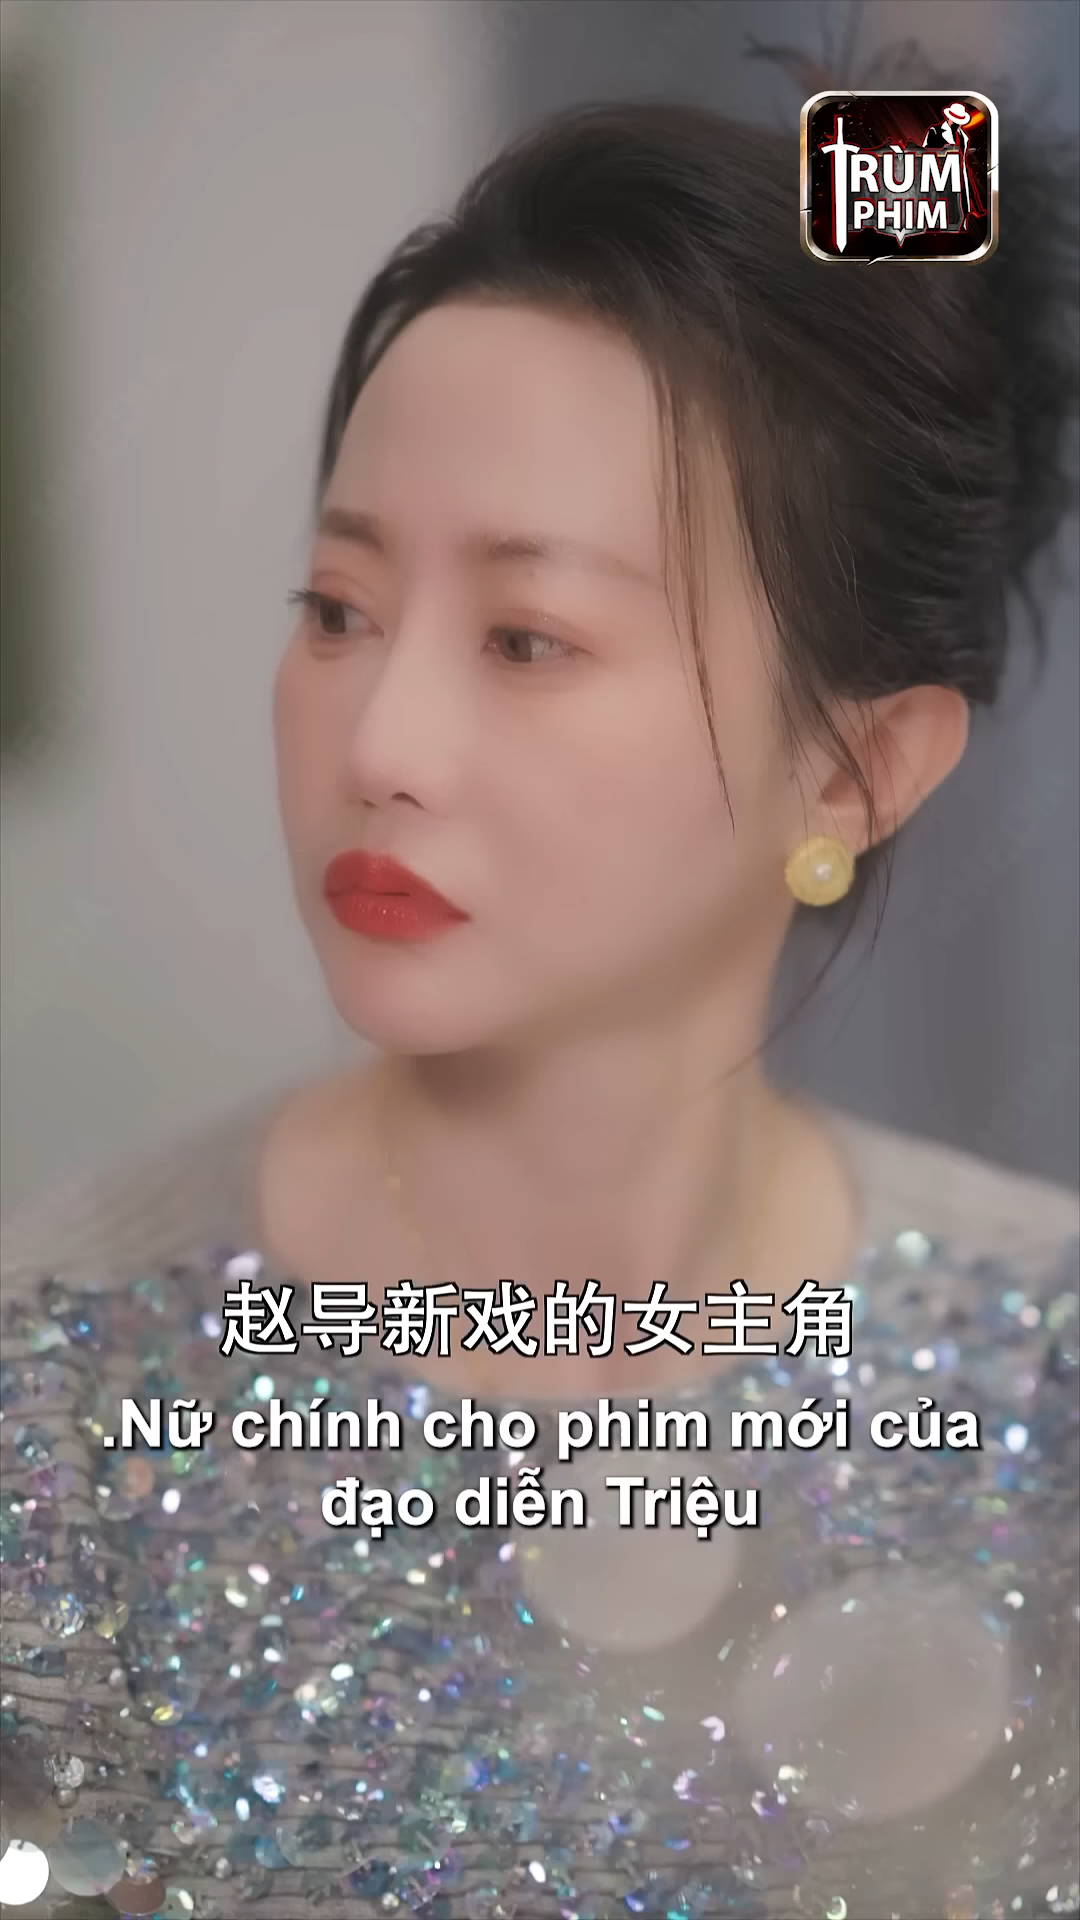 TRÙM
PHIM
赵导新戏的女主角
.Nữ chính cho phim mới của
đạo diễn Triệu